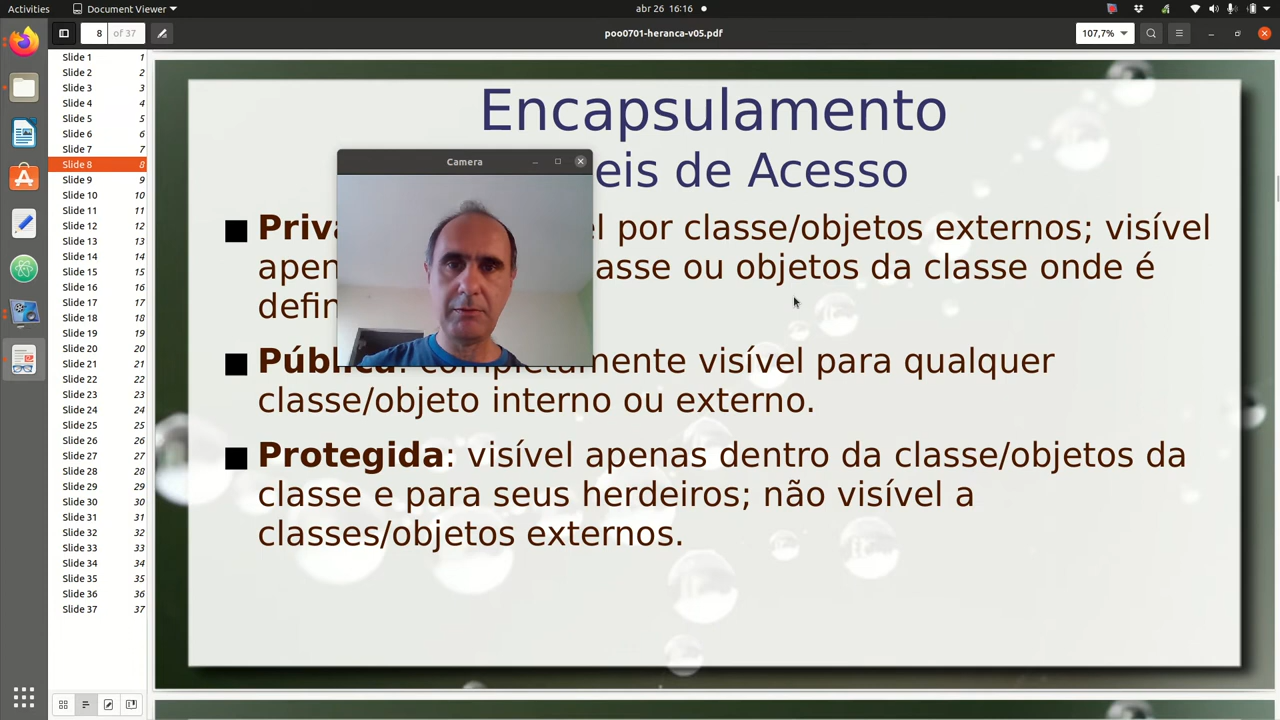 Activities
Document Viewer
abr 26 16:16
8 of 37
poo0701-heranca-v05.pdf
107,7%
Slide 1 1
Slide 2 2
Slide 3 3
Slide 4 4
Slide 5 5
Slide 6 6
Slide 7 7
Slide 8 8
Slide 9 9
Slide 10 10
Slide 11 11
Slide 12 12
Slide 13 13
Slide 14 14
Slide 15 15
Slide 16 16
Slide 17 17
Slide 18 18
Slide 19 19
Slide 20 20
Slide 21 21
Slide 22 22
Slide 23 23
Slide 24 24
Slide 25 25
Slide 26 26
Slide 27 27
Slide 28 28
Slide 29 29
Slide 30 30
Slide 31 31
Slide 32 32
Slide 33 33
Slide 34 34
Slide 35 35
Slide 36 36
Slide 37 37
Camera
Encapsulamento
eis de Acesso
Priva el por classe/objetos externos; visível
apen asse ou objetos da classe onde é
defin
Pública: completamente visível para qualquer
classe/objeto interno ou externo.
Protegida: visível apenas dentro da classe/objetos da
classe e para seus herdeiros; não visível a
classes/objetos externos.